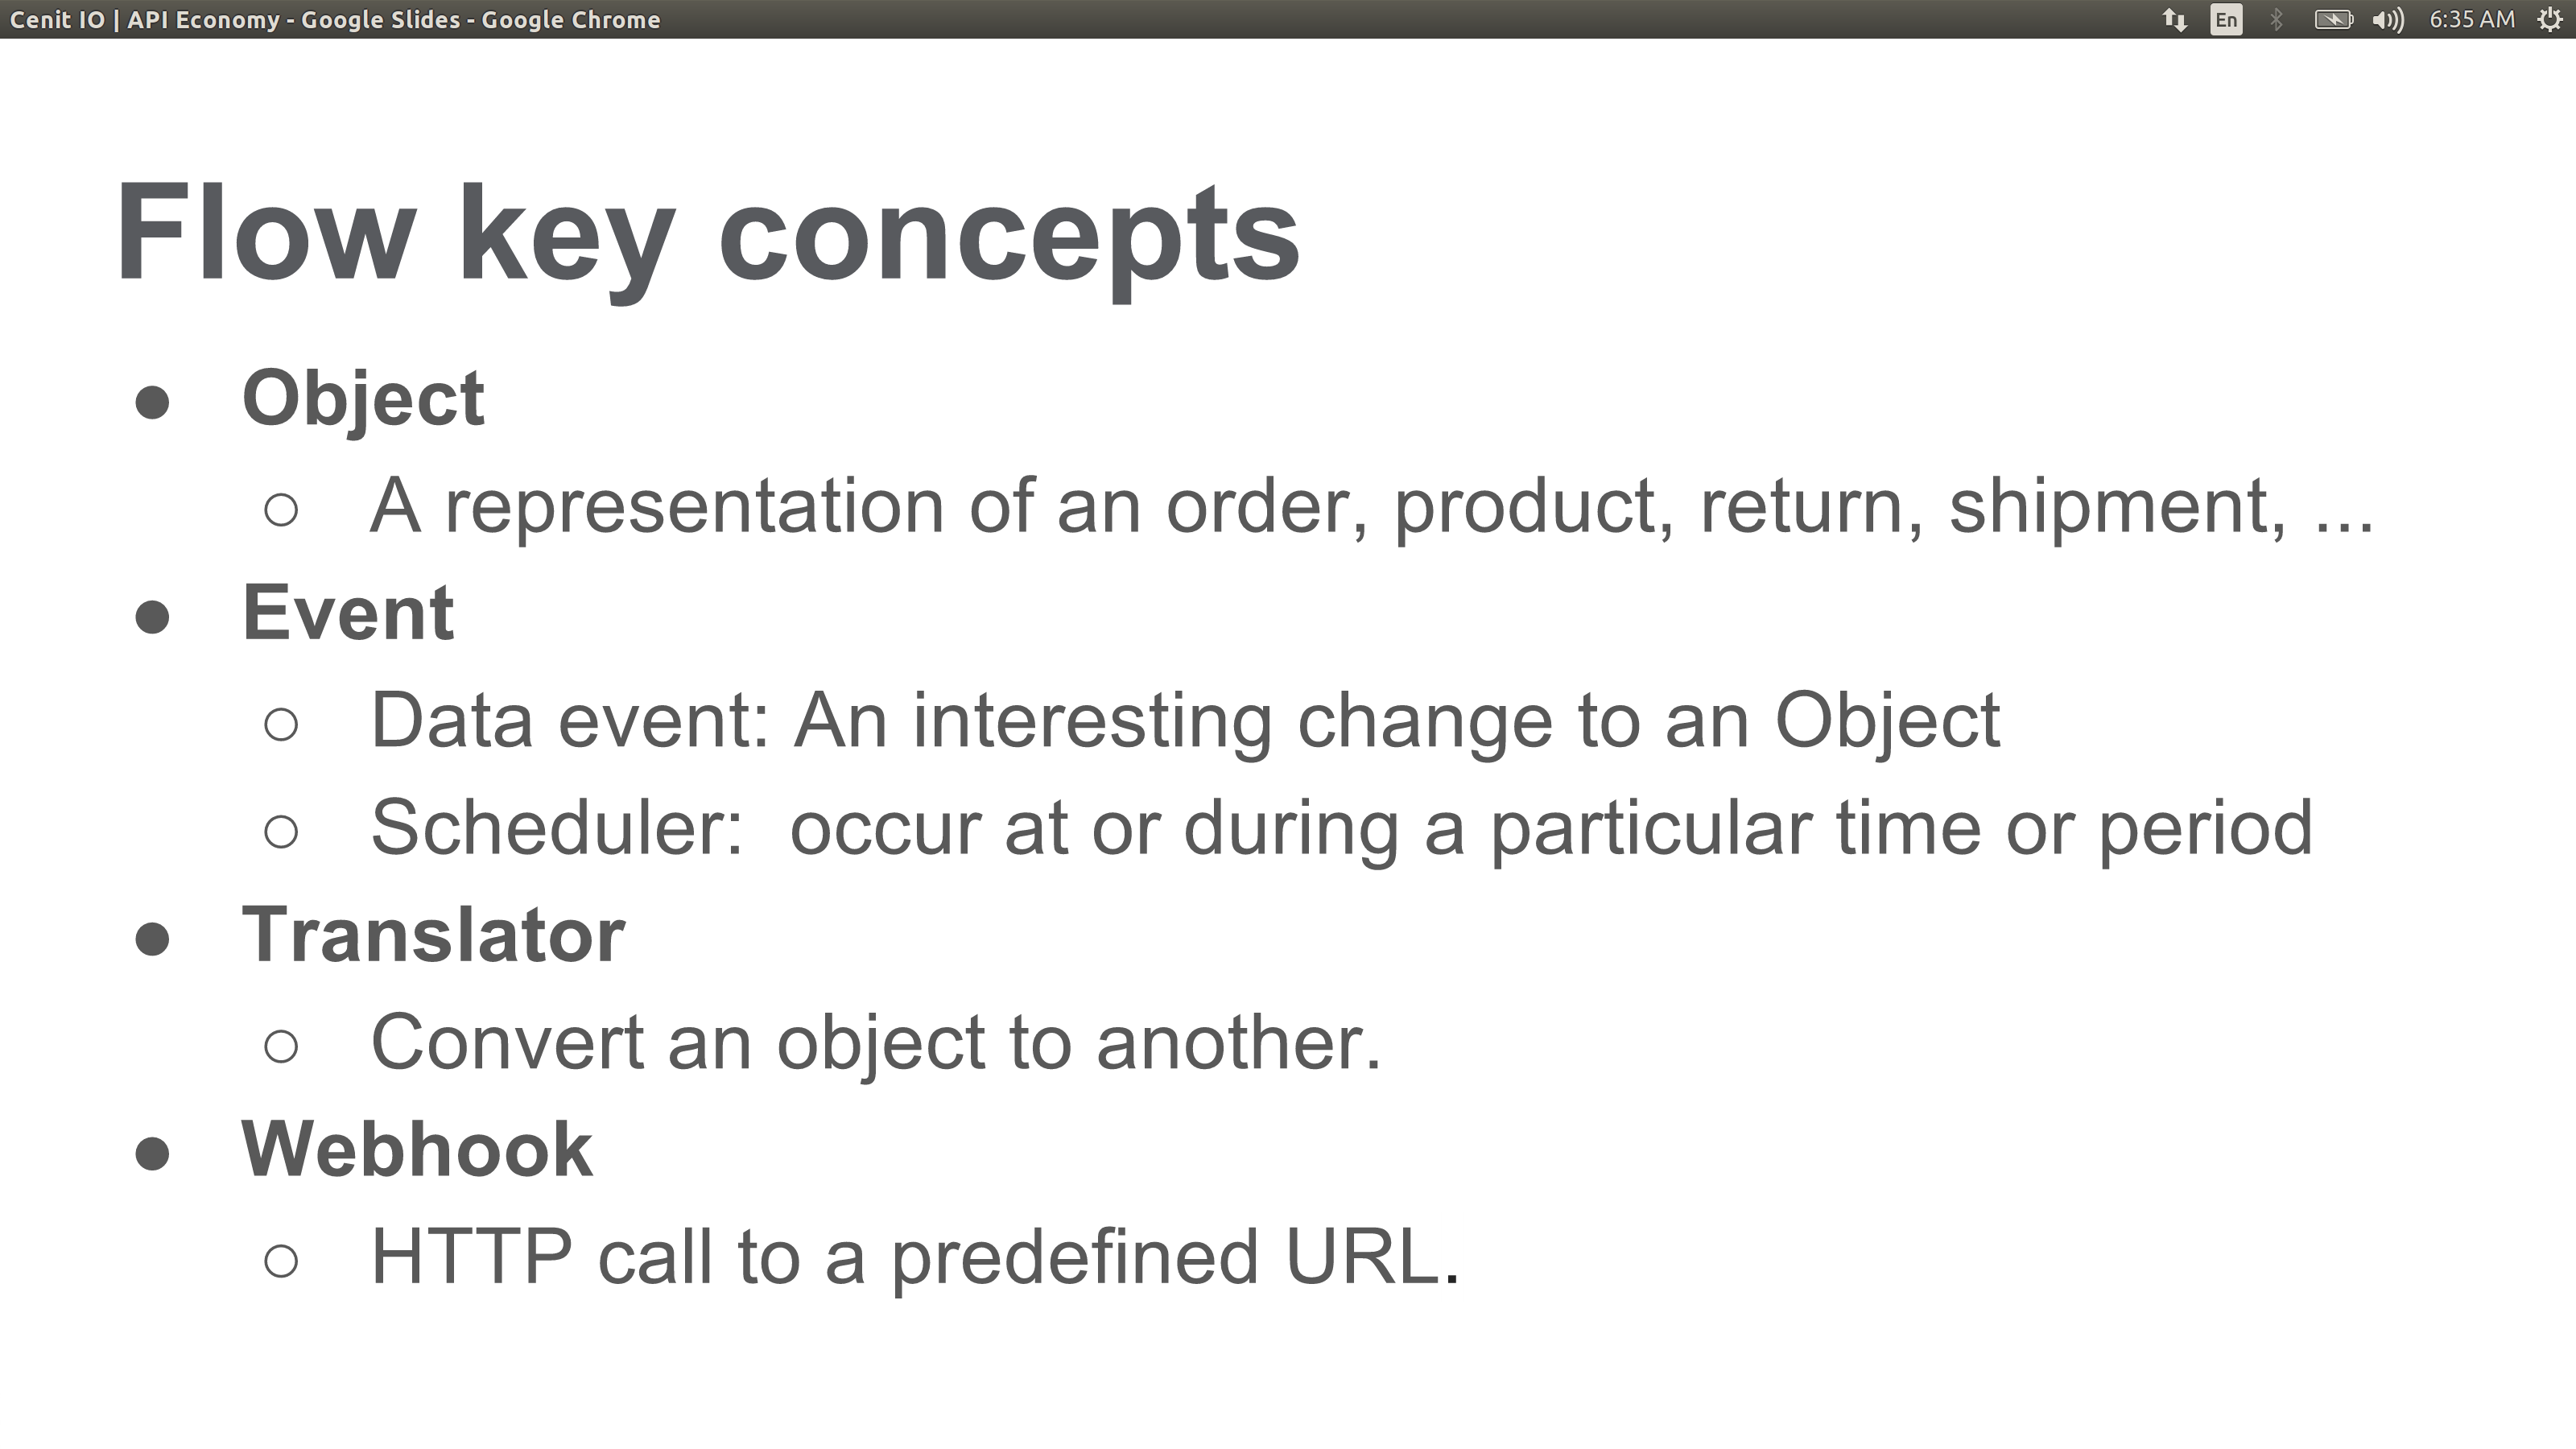 Cenit IO | API Economy - Google Slides - Google Chrome
En
6:35 AM
Flow key concepts
● Object
○ A representation of an order, product, return, shipment, ...
● Event
○ Data event: An interesting change to an Object
○ Scheduler:  occur at or during a particular time or period
● Translator
○ Convert an object to another.
● Webhook
○ HTTP call to a predefined URL.